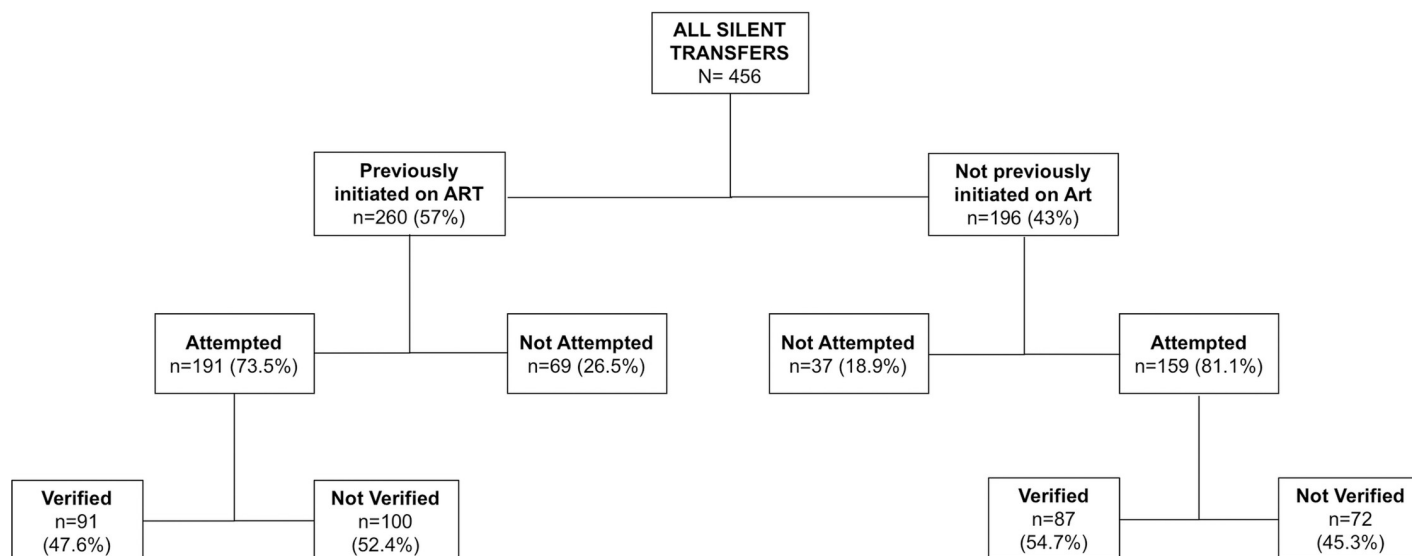 ALL SILENT
TRANSFERS
N= 456
Previously
initiated on ART
n=260 (57%)
Not previously
initiated on Art
n=196 (43%)
Attempted
n=191 (73.5%)
Not Attempted
n=69 (26.5%)
Not Attempted
n=37 (18.9%)
Attempted
n=159 (81.1%)
Verified
n=91
(47.6%)
Not Verified
n=100
(52.4%)
Verified
n=87
(54.7%)
Not Verified
n=72
(45.3%)